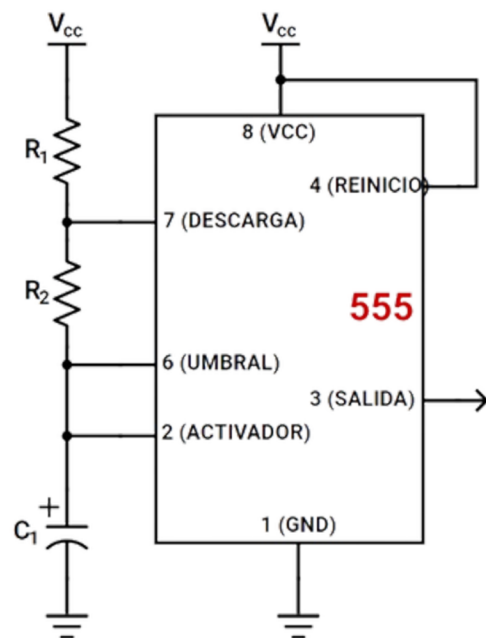 Vcc
Vcc
8 (VCC)
R1
4 (REINICIO)
7 (DESCARGA)
R2
555
6 (UMBRAL)
3 (SALIDA)
2 (ACTIVADOR)
+
C1
1 (GND)